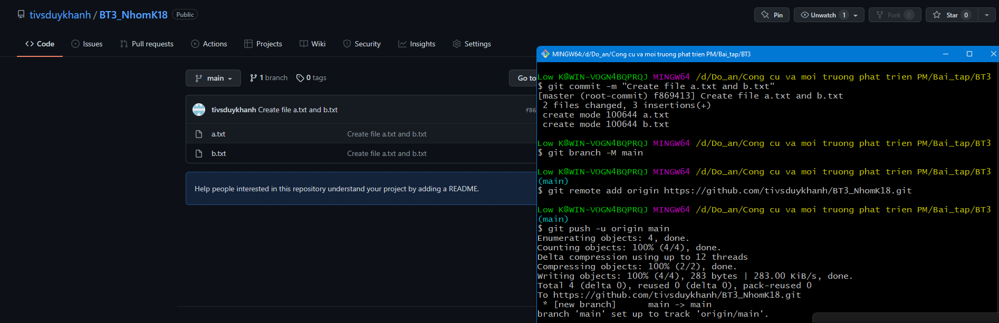 tivsduykhanh / BT3_NhomK18 Public
Pin Unwatch 1 Fork 0 Star 0
Code Issues Pull requests Actions Projects Wiki Security Insights Settings
main 1 branch 0 tags Go to
tivsduykhanh Create file a.txt and b.txt f86
a.txt Create file a.txt and b.txt
b.txt Create file a.txt and b.txt
Help people interested in this repository understand your project by adding a README.
MINGW64:/d/Do_an/Cong cu va moi truong phat trien PM/Bai_tap/BT3
Low K@WIN-VOGN4BQPRQJ MINGW64 /d/Do_an/Cong cu va moi truong phat trien PM/Bai_tap/BT3
$ git commit -m "Create file a.txt and b.txt"
[master (root-commit) f869413] Create file a.txt and b.txt
2 files changed, 3 insertions(+)
create mode 100644 a.txt
create mode 100644 b.txt
Low K@WIN-VOGN4BQPRQJ MINGW64 /d/Do_an/Cong cu va moi truong phat trien PM/Bai_tap/BT3
$ git branch -M main
Low K@WIN-VOGN4BQPRQJ MINGW64 /d/Do_an/Cong cu va moi truong phat trien PM/Bai_tap/BT3
(main)
$ git remote add origin https://github.com/tivsduykhanh/BT3_NhomK18.git
Low K@WIN-VOGN4BQPRQJ MINGW64 /d/Do_an/Cong cu va moi truong phat trien PM/Bai_tap/BT3
(main)
$ git push -u origin main
Enumerating objects: 4, done.
Counting objects: 100% (4/4), done.
Delta compression using up to 12 threads
Compressing objects: 100% (2/2), done.
Writing objects: 100% (4/4), 283 bytes | 283.00 KiB/s, done.
Total 4 (delta 0), reused 0 (delta 0), pack-reused 0
To https://github.com/tivsduykhanh/BT3_NhomK18.git
* [new branch] main -> main
branch 'main' set up to track 'origin/main'.